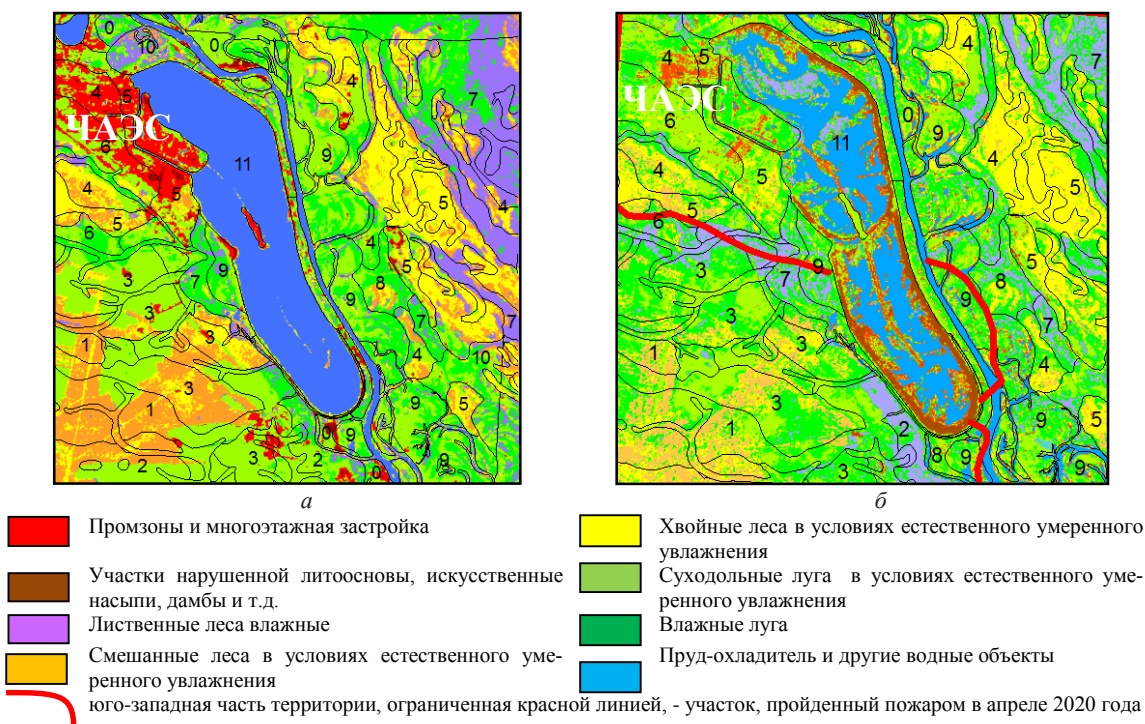 0 0 4
10 7
4 5
ЧАЭС
6 11 9
4 5 5 4
5
6 9 4
3 7 5
9 8
3 3 7 7
1 4 10
3
1 9 5
0 9
2 3 2 9
0
4 5 4 7
ЧАЭС 0
6 11 9
4
4 5 5
6
3 9 5
7 9 8
3 7
1 3
4
3
1 2 9 5
3 8 9 9
а б
Промзоны и многоэтажная застройка
Участки нарушенной литоосновы, искусственные
насыпи, дамбы и т.д.
Лиственные леса влажные
Смешанные леса в условиях естественного уме-
ренного увлажнения
Хвойные леса в условиях естественного умеренного
увлажнения
Суходольные луга в условиях естественного уме-
ренного увлажнения
Влажные луга
Пруд-охладитель и другие водные объекты
юго-западная часть территории, ограниченная красной линией, - участок, пройденный пожаром в апреле 2020 года